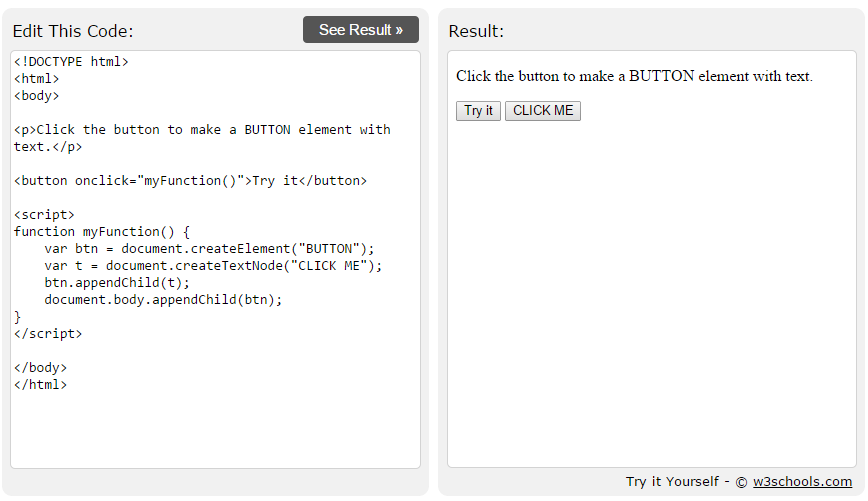 Edit This Code:
See Result »
<!DOCTYPE html>
<html>
<body>
<p>Click the button to make a BUTTON element with
text.</p>
<button onclick="myFunction()">Try it</button>
<script>
function myFunction() {
    var btn = document.createElement("BUTTON");
    var t = document.createTextNode("CLICK ME");
    btn.appendChild(t);
    document.body.appendChild(btn);
}
</script>
</body>
</html>
Result:
Click the button to make a BUTTON element with text.
Try it CLICK ME
Try it Yourself - © w3schools.com